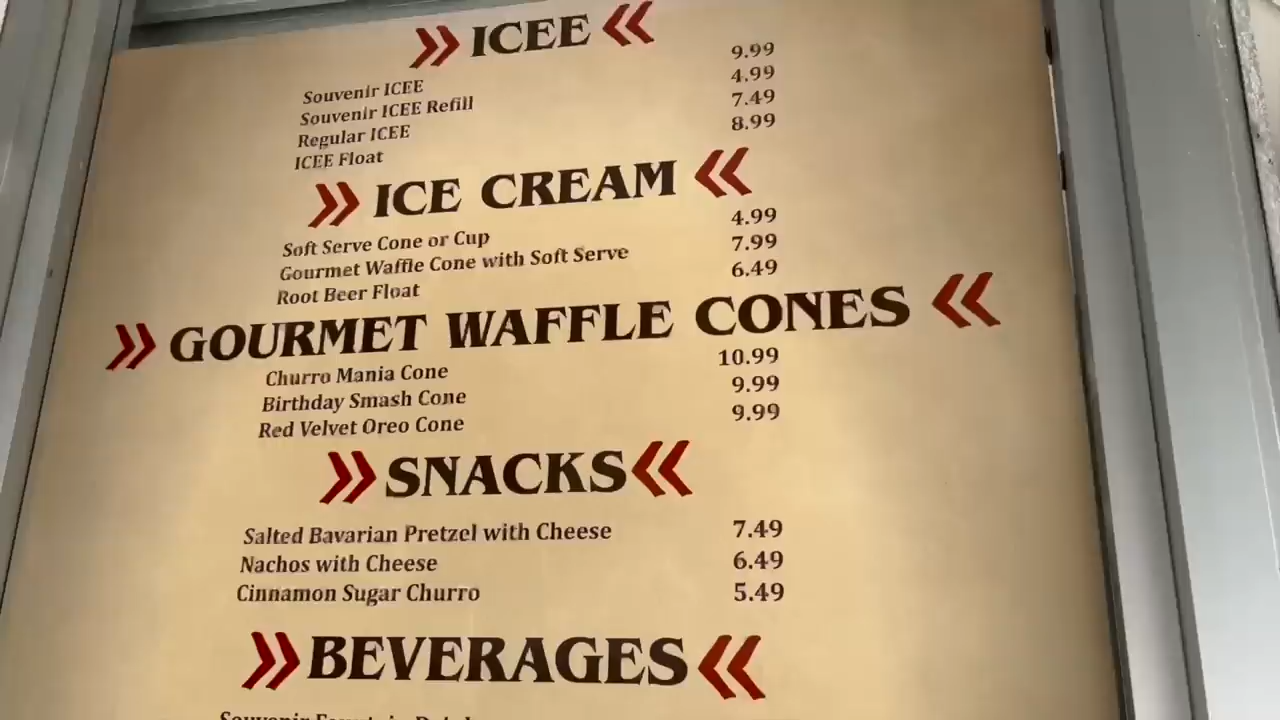 ICEE
Souvenir ICEE 9.99
Souvenir ICEE Refill 4.99
Regular ICEE 7.49
ICEE Float 8.99
ICE CREAM
Soft Serve Cone or Cup 4.99
Gourmet Waffle Cone with Soft Serve 7.99
Root Beer Float 6.49
GOURMET WAFFLE CONES
Churro Mania Cone 10.99
Birthday Smash Cone 9.99
Red Velvet Oreo Cone 9.99
SNACKS
Salted Bavarian Pretzel with Cheese 7.49
Nachos with Cheese 6.49
Cinnamon Sugar Churro 5.49
BEVERAGES
Souvenir